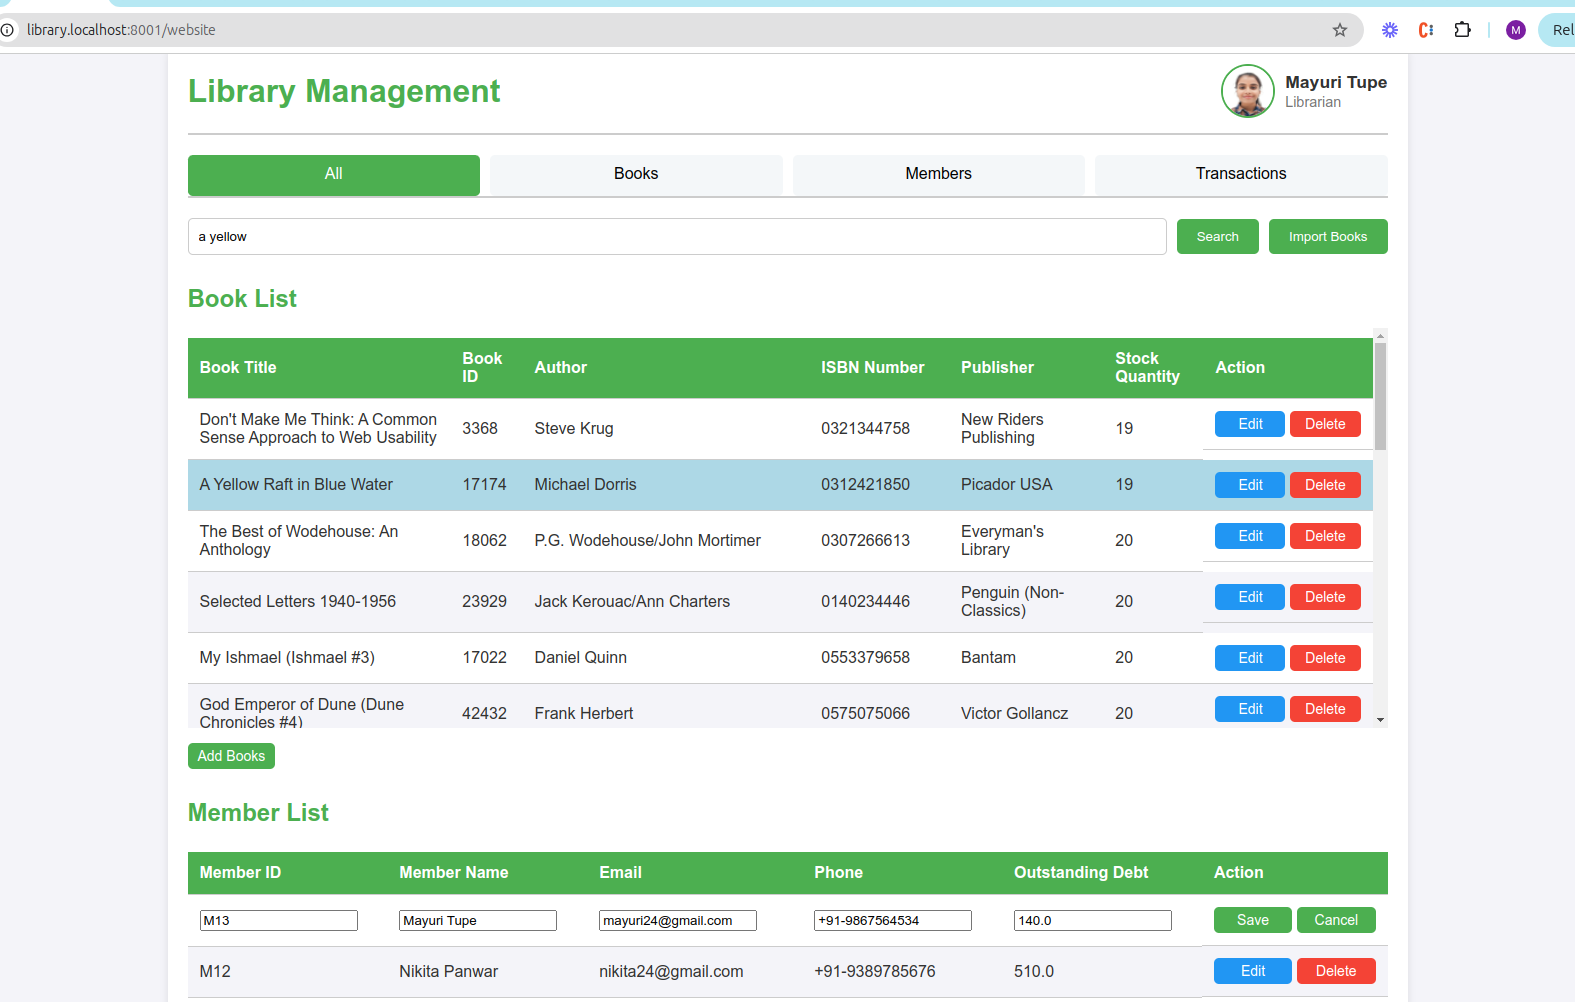 library.localhost:8001/website
M
Rel
Library Management
Mayuri Tupe
Librarian
All Books Members Transactions
a yellow Search Import Books
Book List
Book Title Book ID Author ISBN Number Publisher Stock Quantity Action
Don't Make Me Think: A Common Sense Approach to Web Usability 3368 Steve Krug 0321344758 New Riders Publishing 19 Edit Delete
A Yellow Raft in Blue Water 17174 Michael Dorris 0312421850 Picador USA 19 Edit Delete
The Best of Wodehouse: An Anthology 18062 P.G. Wodehouse/John Mortimer 0307266613 Everyman's Library 20 Edit Delete
Selected Letters 1940-1956 23929 Jack Kerouac/Ann Charters 0140234446 Penguin (Non-Classics) 20 Edit Delete
My Ishmael (Ishmael #3) 17022 Daniel Quinn 0553379658 Bantam 20 Edit Delete
God Emperor of Dune (Dune Chronicles #4) 42432 Frank Herbert 0575075066 Victor Gollancz 20 Edit Delete
Add Books
Member List
Member ID Member Name Email Phone Outstanding Debt Action
M13 Mayuri Tupe mayuri24@gmail.com +91-9867564534 140.0 Save Cancel
M12 Nikita Panwar nikita24@gmail.com +91-9389785676 510.0 Edit Delete